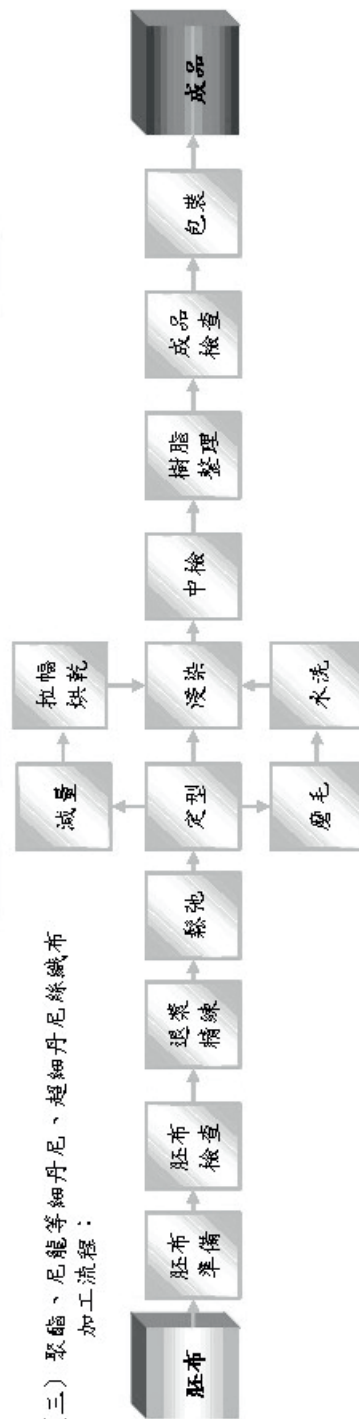 三）聚酯、尼龍等細丹尼、超細丹尼絲織布
加工流程：
胚布
胚布
準備
胚布
檢查
退漿
精練
鬆弛
定型
減量
拉幅
烘乾
磨毛
水洗
浸染
中檢
樹脂
整理
成品
檢查
包裝
成品